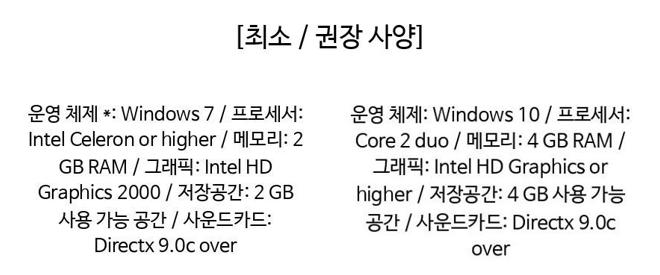 [최소 / 권장 사양]
운영 체제 *: Windows 7 / 프로세서:
Intel Celeron or higher / 메모리: 2
GB RAM / 그래픽: Intel HD
Graphics 2000 / 저장공간: 2 GB
사용 가능 공간 / 사운드카드:
Directx 9.0c over
운영 체제: Windows 10 / 프로세서:
Core 2 duo / 메모리: 4 GB RAM /
그래픽: Intel HD Graphics or
higher / 저장공간: 4 GB 사용 가능
공간 / 사운드카드: Directx 9.0c
over